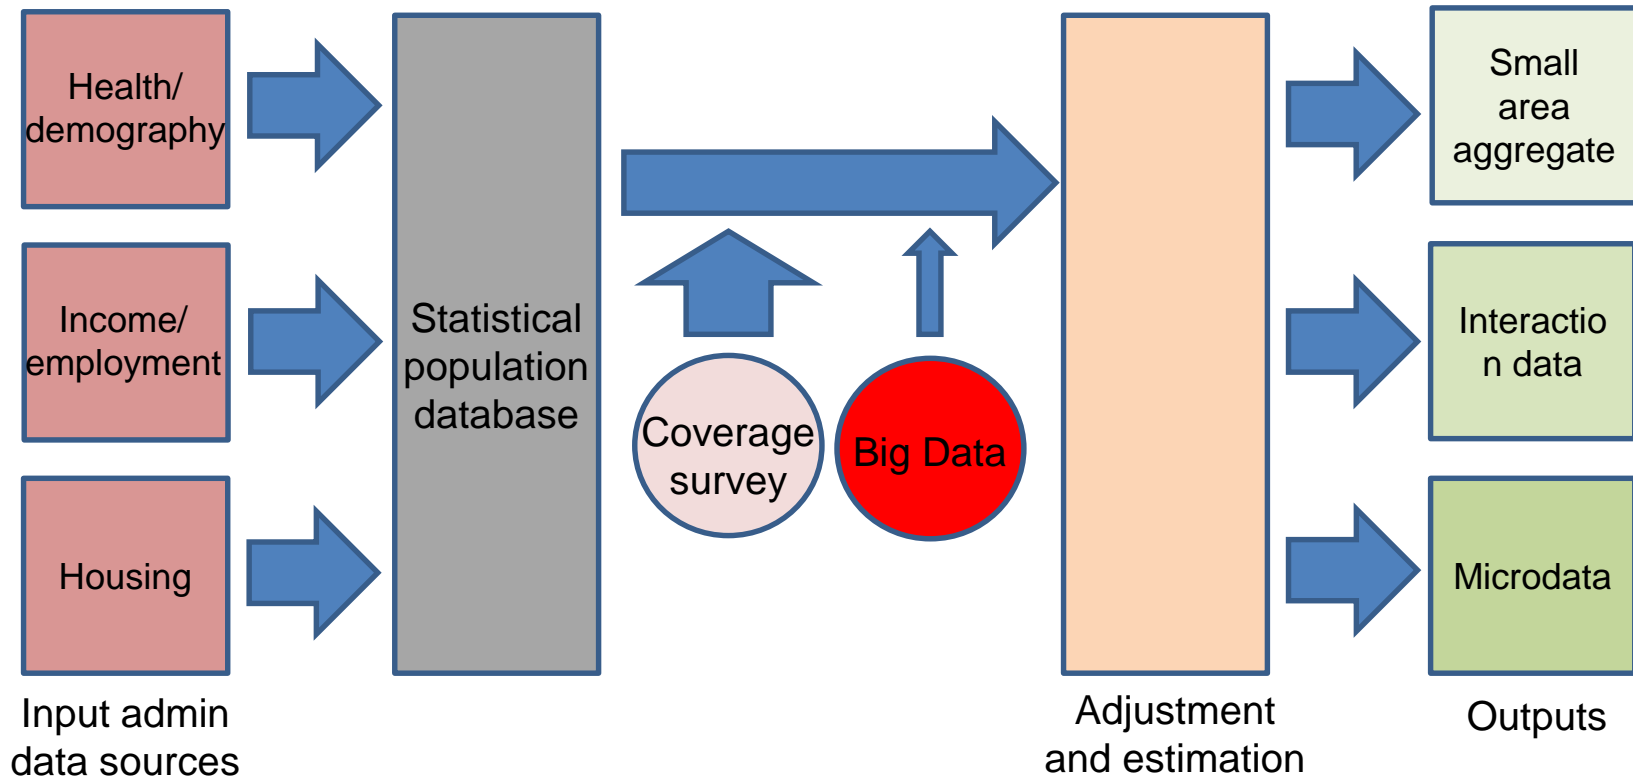 Health/
demography
Income/
employment
Housing
Input admin
data sources
Statistical
population
database
Coverage
survey
Big Data
Adjustment
and estimation
Small
area
aggregate
Interactio
n data
Microdata
Outputs